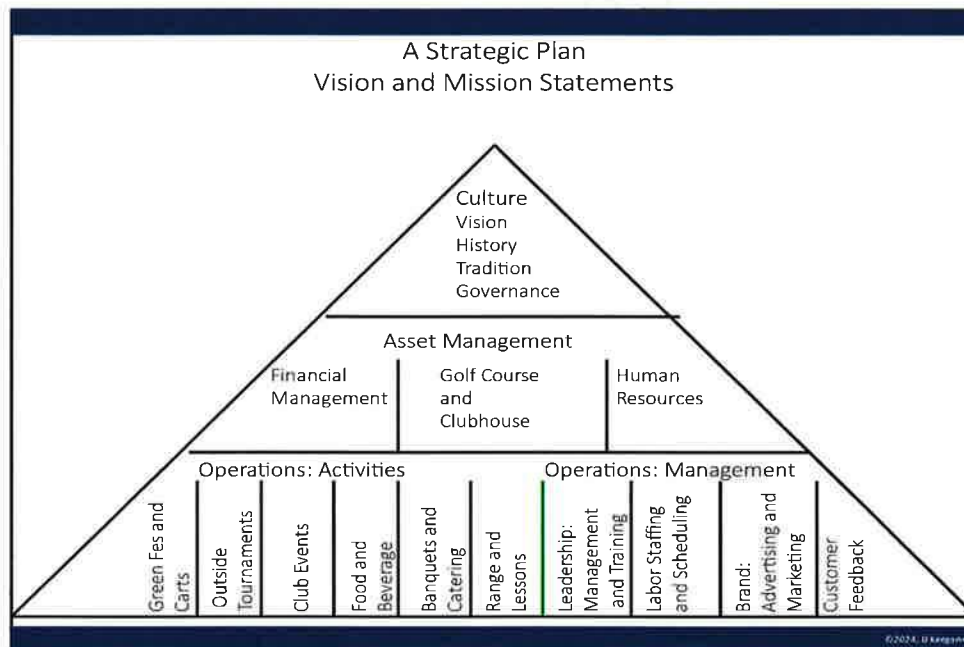 A Strategic Plan
Vision and Mission Statements
Culture
Vision
History
Tradition
Governance
Asset Management
Financial
Management
Golf Course
and
Clubhouse
Human
Resources
Operations: Activities
Operations: Management
Green Fes and
Carts
Outside
Tournaments
Club Events
Food and
Beverage
Banquets and
Catering
Range and
Lessons
Leadership:
Management
and Training
Labor Staffing
and Scheduling
Brand:
Advertising and
Marketing
Customer
Feedback
©2024,